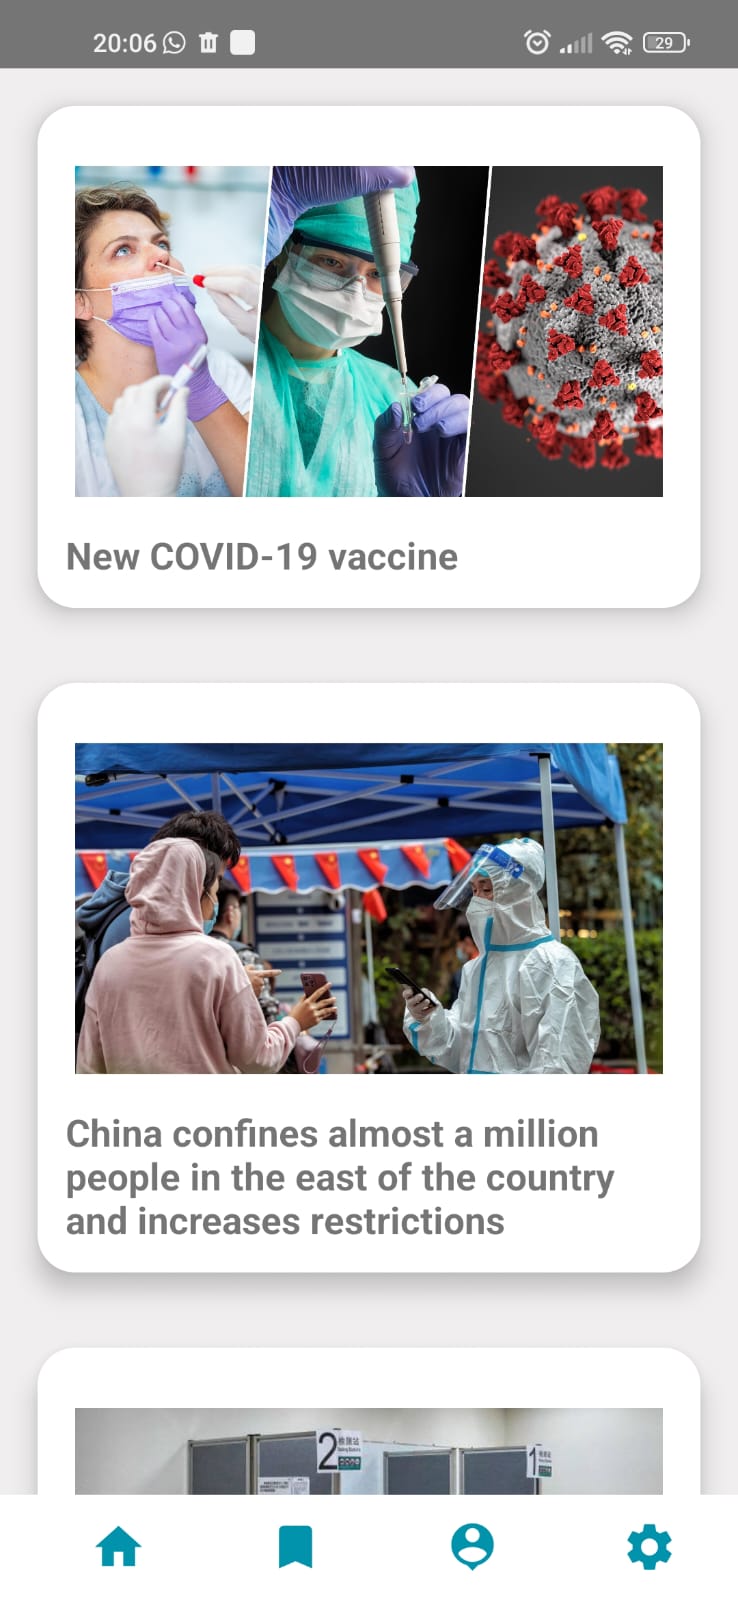 20:06
29
New COVID-19 vaccine
China confines almost a million
people in the east of the country
and increases restrictions
2
1